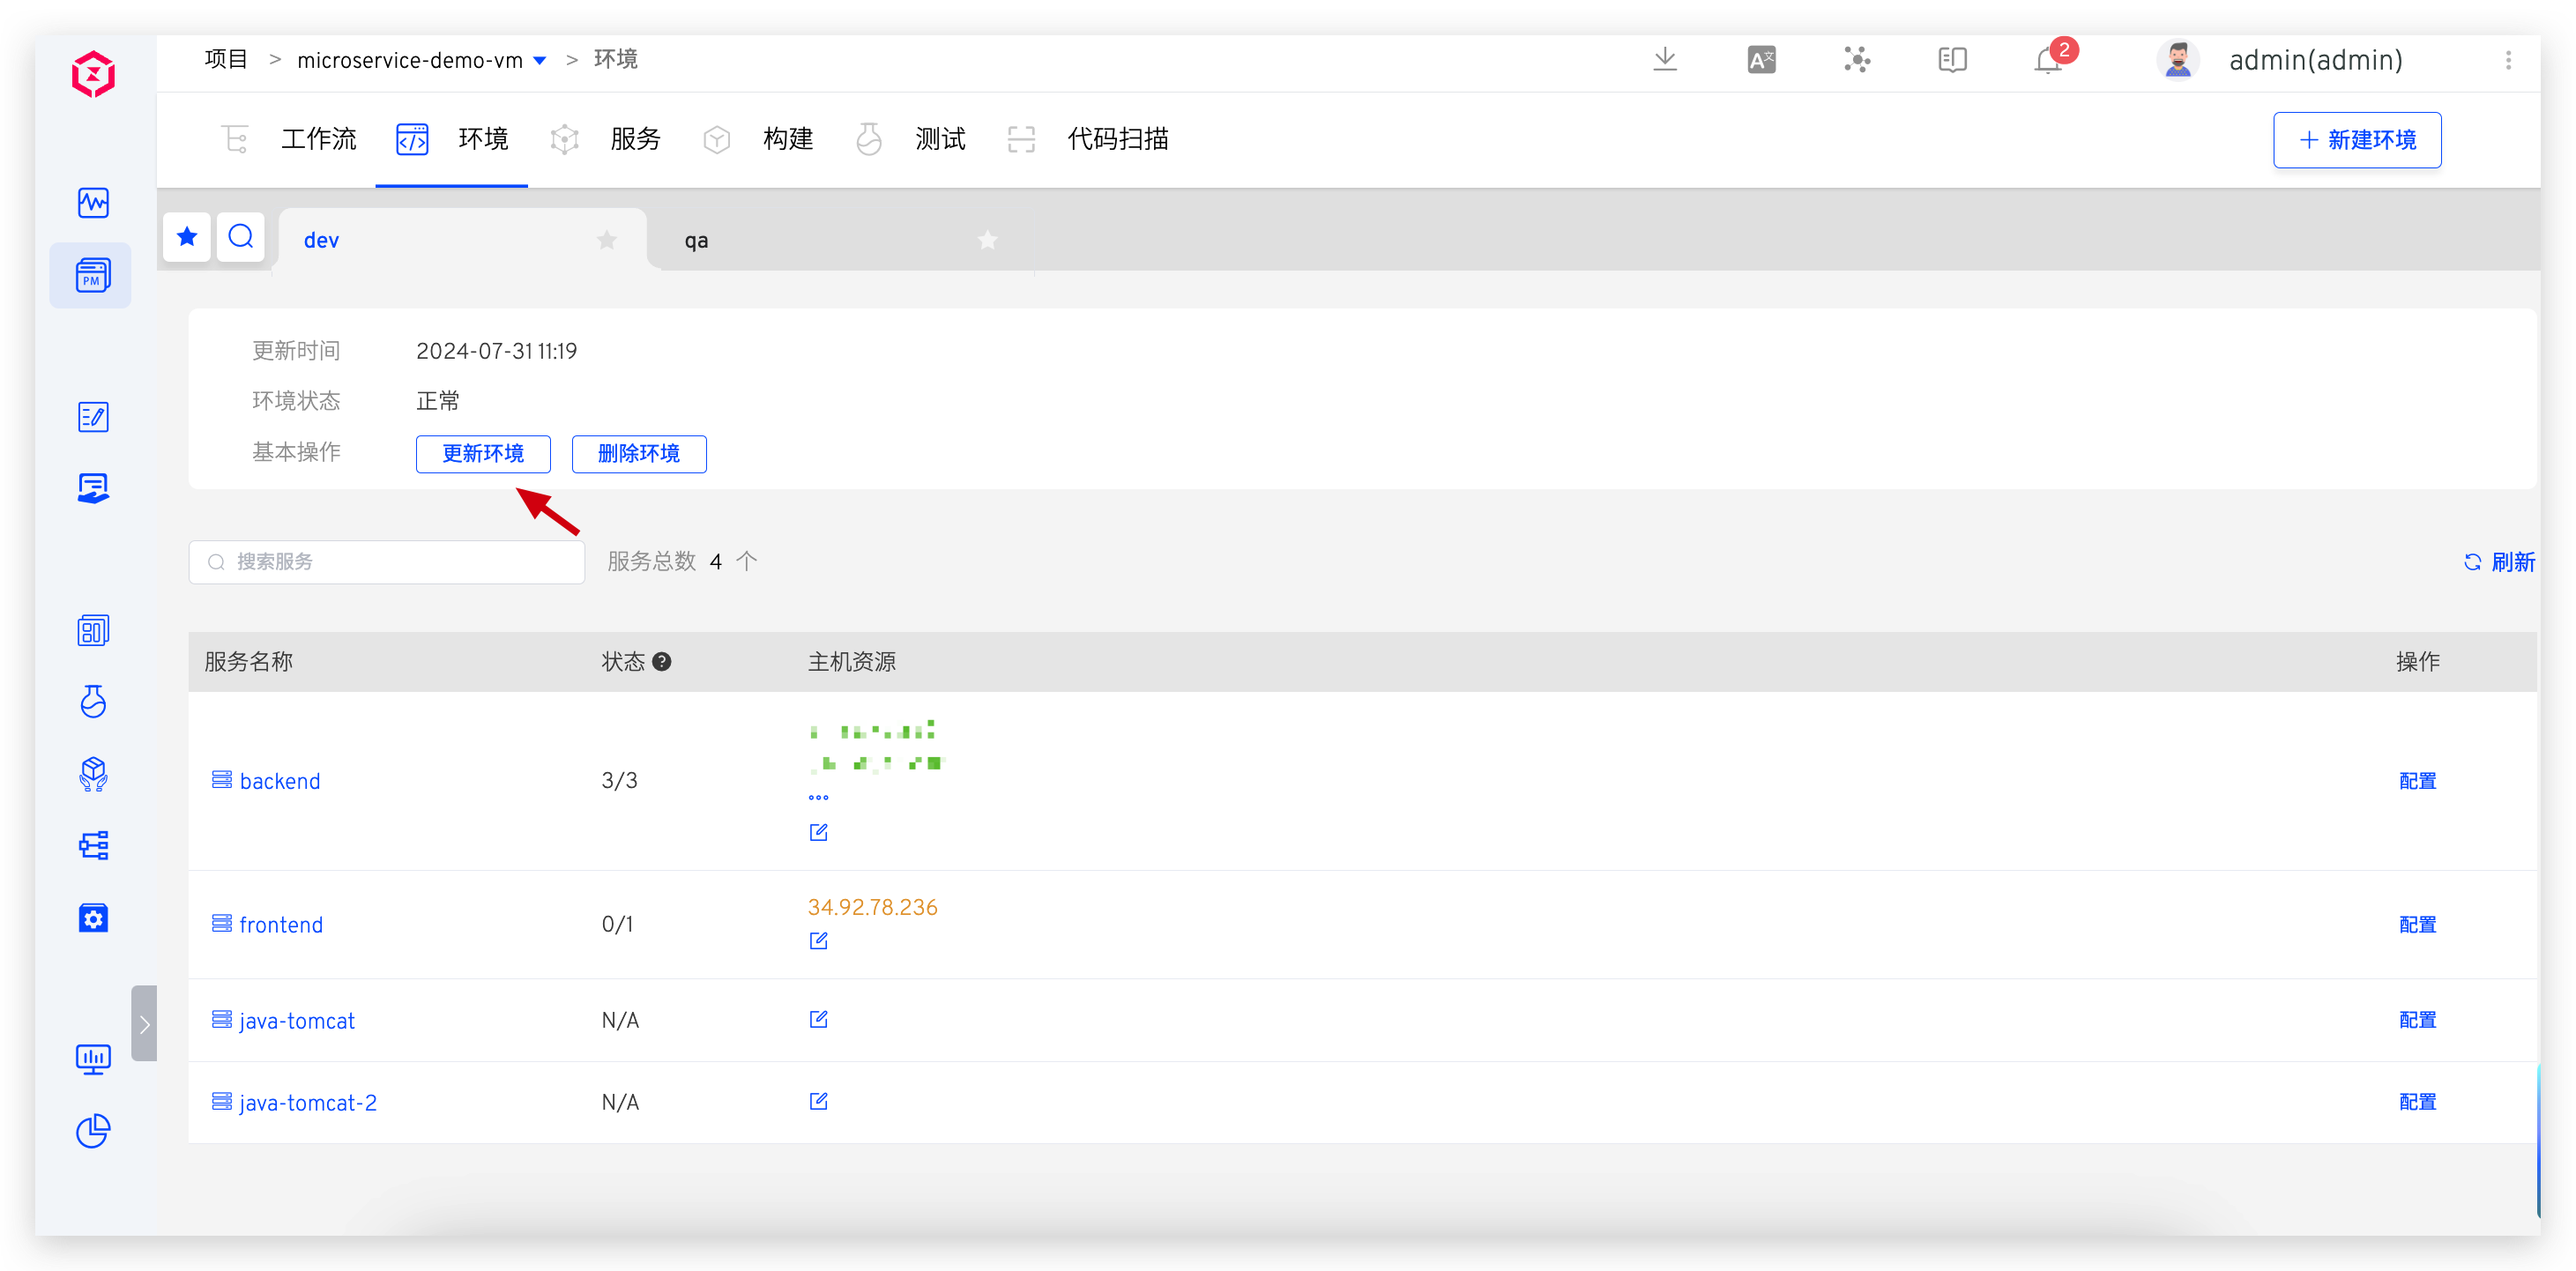 项目 > microservice-demo-vm > 环境
2
admin(admin)
工作流 环境 服务 构建 测试 代码扫描
+ 新建环境
PM
dev qa
更新时间 2024-07-31 11:19
环境状态 正常
基本操作 更新环境 删除环境
搜索服务 服务总数 4 个 刷新
服务名称 状态 主机资源 操作
backend 3/3 配置
frontend 0/1 34.92.78.236 配置
java-tomcat N/A 配置
java-tomcat-2 N/A 配置